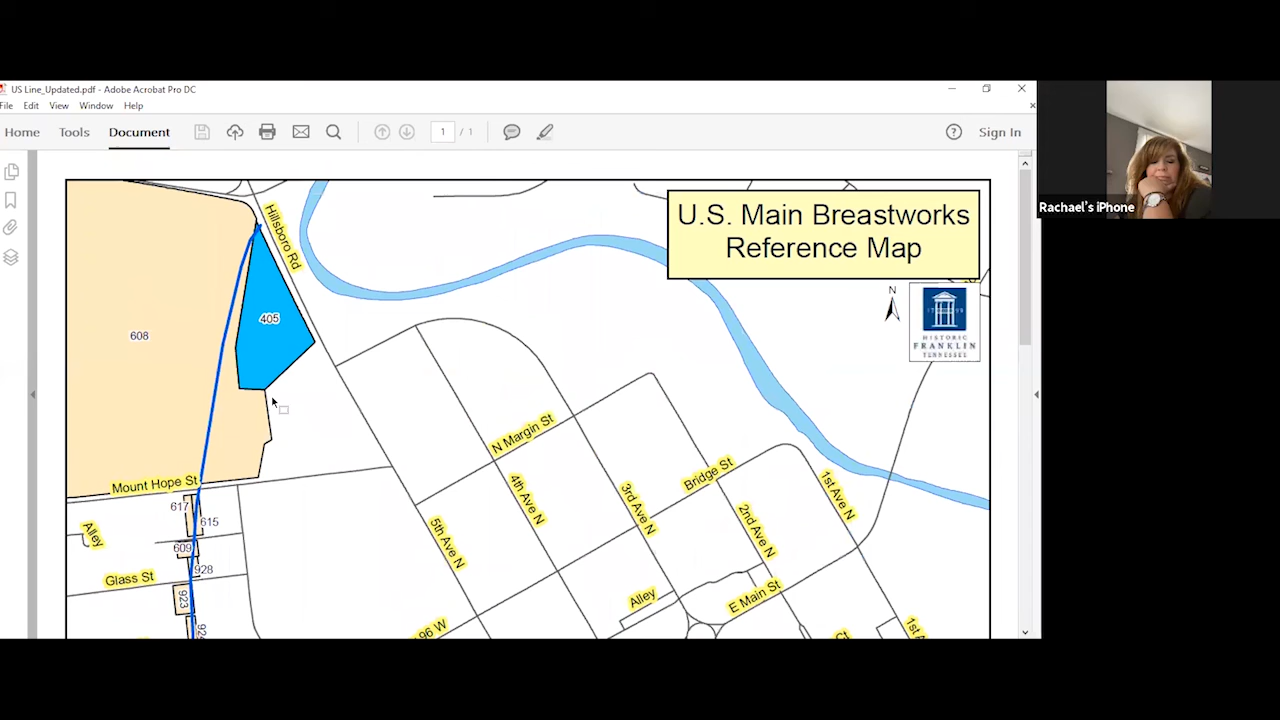 US Line_Updated.pdf - Adobe Acrobat Pro DC
File Edit View Window Help
Home Tools Document 1 / 1 Sign In
U.S. Main Breastworks
Reference Map
N
HISTORIC
FRANKLIN
TENNESSEE
Rachael's iPhone
Hillsboro Rd
405
608
N Margin St
Mount Hope St
Bridge St
4th Ave N
3rd Ave N
1st Ave N
617
615
2nd Ave N
5th Ave N
Alley
609
928
Glass St
923
Alley
E Main St
96 W
Ct